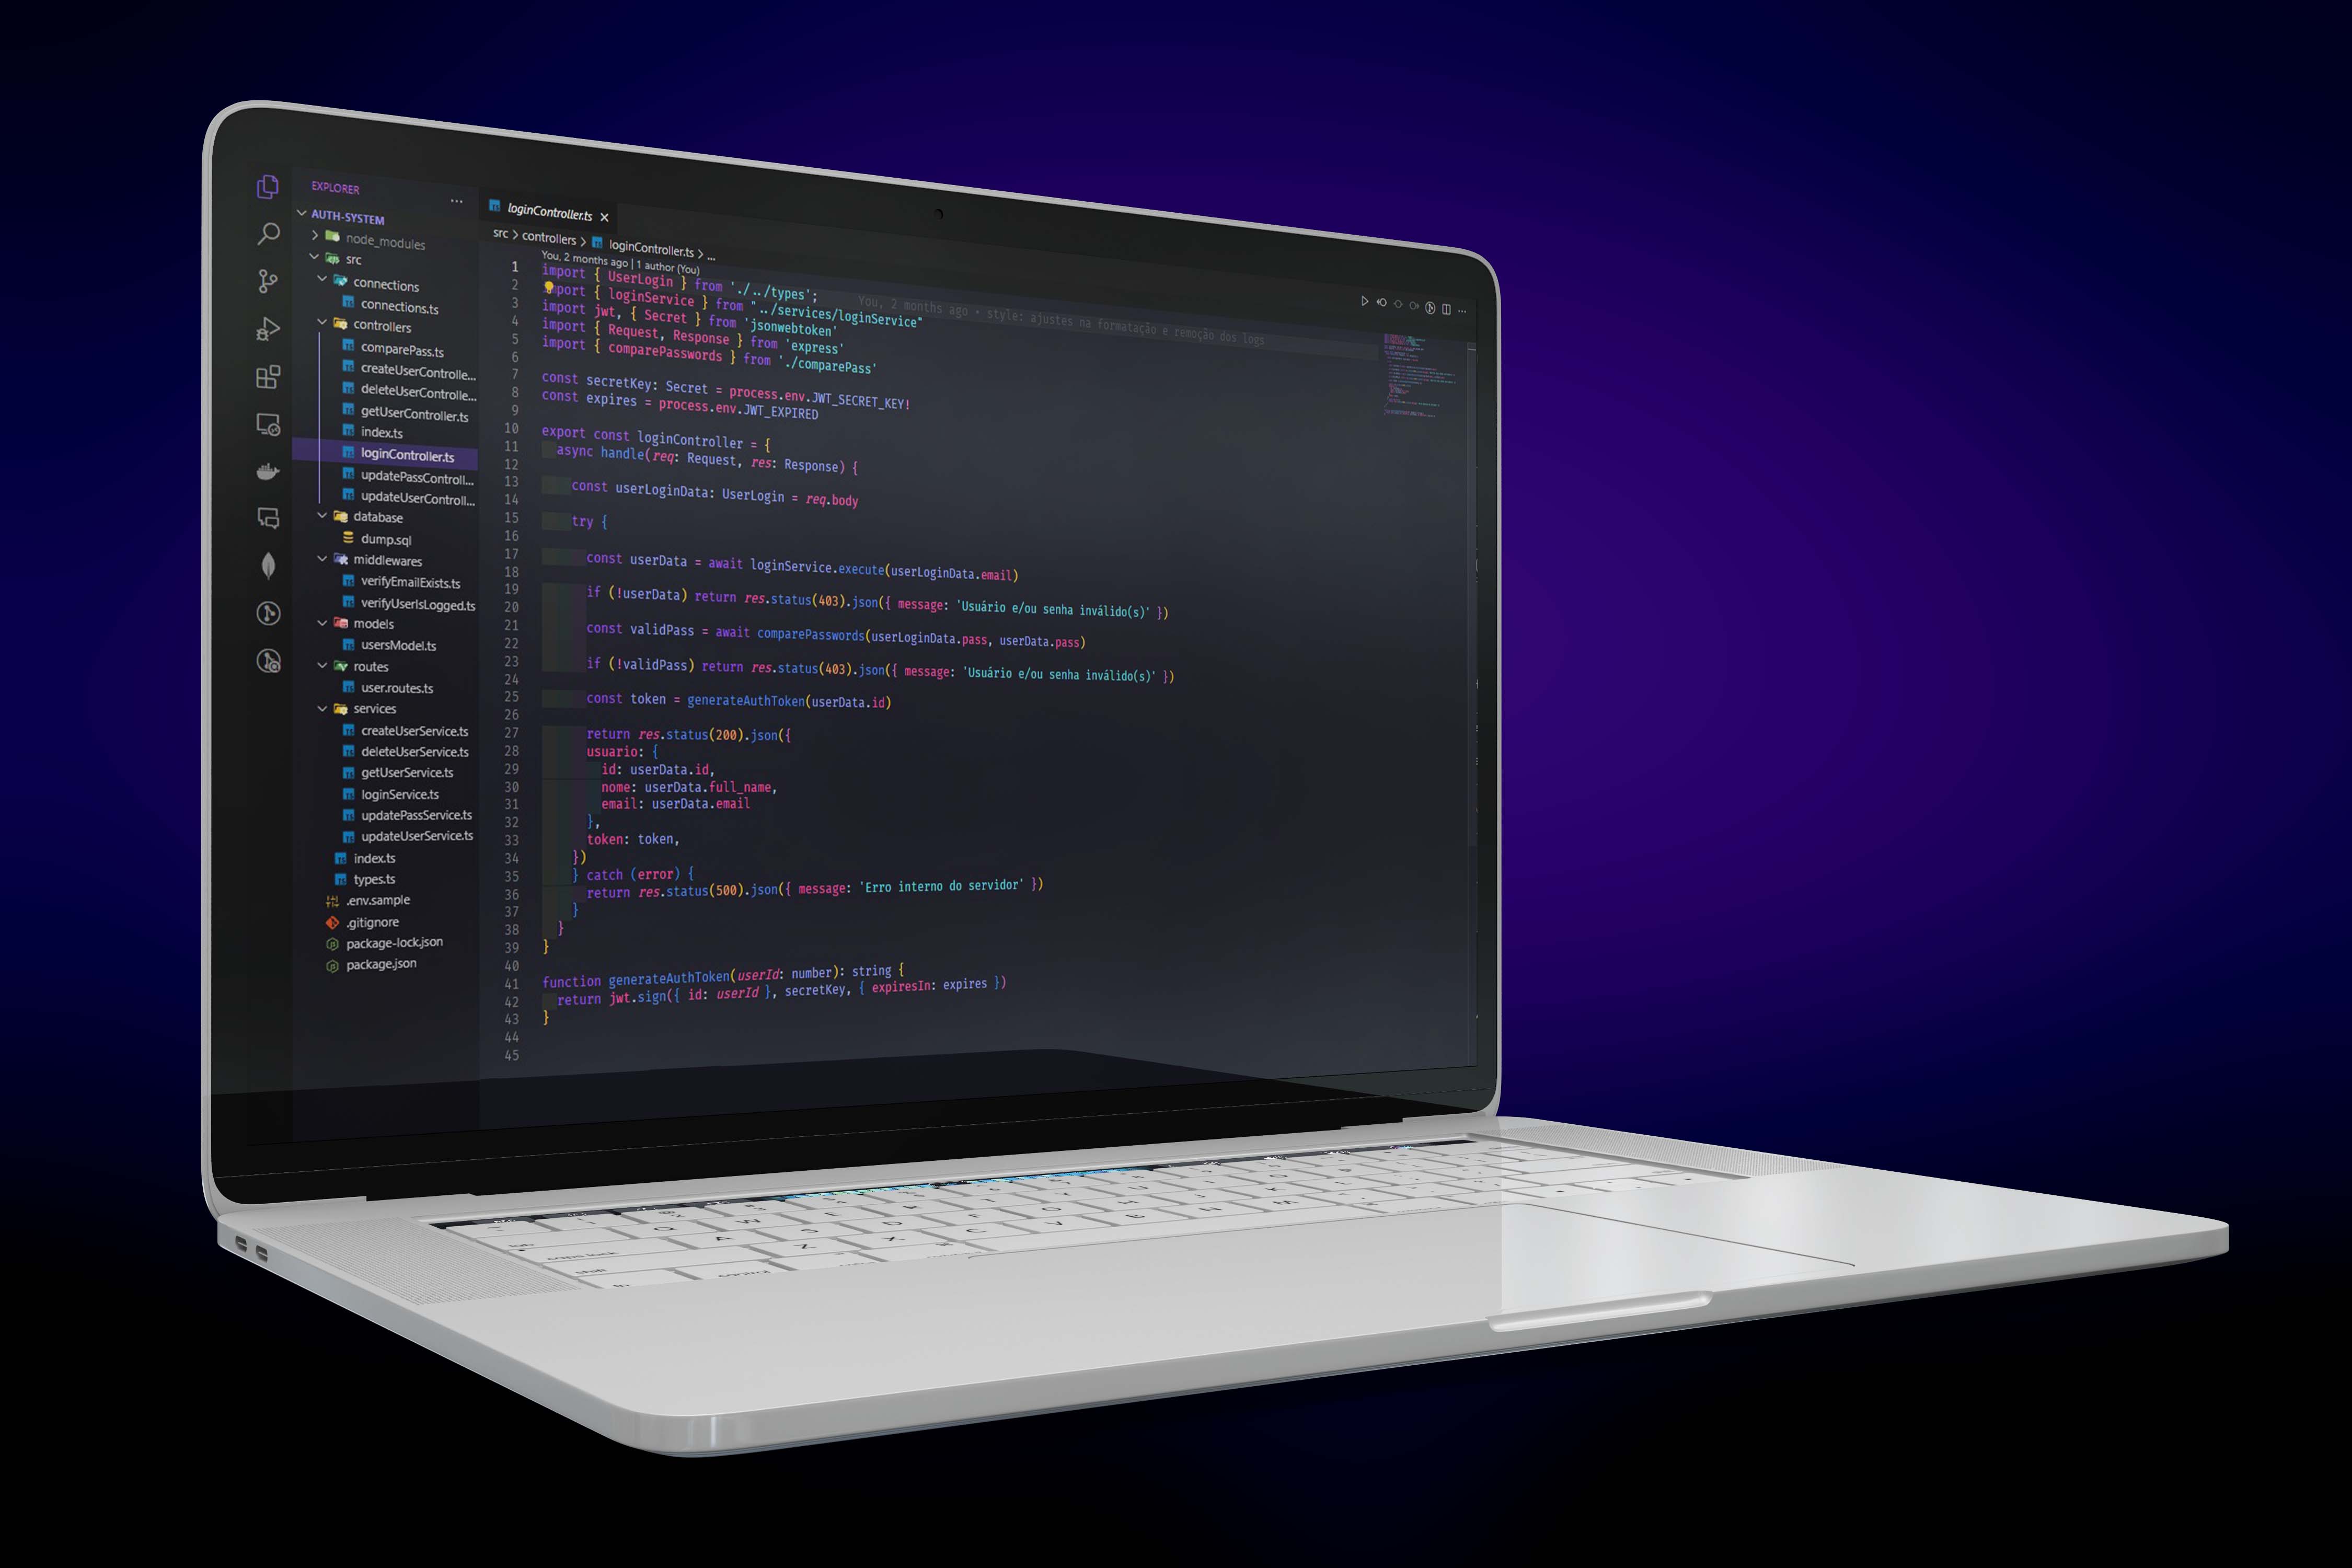 EXPLORER
...
AUTH-SYSTEM
node_modules
src
connections
connections.ts
controllers
comparePass.ts
createUserControlle...
deleteUserControlle...
getUserController.ts
index.ts
loginController.ts
updatePassControll...
updateUserControll...
database
dump.sql
middlewares
verifyEmailExists.ts
verifyUserIsLogged.ts
models
usersModel.ts
routes
user.routes.ts
services
createUserService.ts
deleteUserService.ts
getUserService.ts
loginService.ts
updatePassService.ts
updateUserService.ts
index.ts
types.ts
.env.sample
.gitignore
package-lock.json
package.json
loginController.ts
src > controllers > loginController.ts > ...
You, 2 months ago | 1 author (You)
1 import { UserLogin } from './../types'; You, 2 months ago • style: ajustes na formatação e remoção dos logs
2 import { loginService } from "../services/loginService"
3 import jwt, { Secret } from 'jsonwebtoken'
4 import { Request, Response } from 'express'
5 import { comparePasswords } from './comparePass'
6
7 const secretKey: Secret = process.env.JWT_SECRET_KEY!
8 const expires = process.env.JWT_EXPIRED
9
10 export const loginController = {
11 async handle(req: Request, res: Response) {
12
13 const userLoginData: UserLogin = req.body
14
15 try {
16
17 const userData = await loginService.execute(userLoginData.email)
18
19 if (!userData) return res.status(403).json({ message: 'Usuário e/ou senha inválido(s)' })
20
21 const validPass = await comparePasswords(userLoginData.pass, userData.pass)
22
23 if (!validPass) return res.status(403).json({ message: 'Usuário e/ou senha inválido(s)' })
24
25 const token = generateAuthToken(userData.id)
26
27 return res.status(200).json({
28 usuario: {
29 id: userData.id,
30 nome: userData.full_name,
31 email: userData.email
32 },
33 token: token,
34 })
35 } catch (error) {
36 return res.status(500).json({ message: 'Erro interno do servidor' })
37 }
38 }
39 }
40
41 function generateAuthToken(userId: number): string {
42 return jwt.sign({ id: userId }, secretKey, { expiresIn: expires })
43 }
44
45
Q W E R T Y U I O P
caps lock A S D F G H J K L
shift Z X C V B N M
fn control